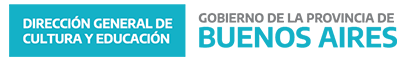 DIRECCIÓN GENERAL DE
CULTURA Y EDUCACIÓN
GOBIERNO DE LA PROVINCIA DE
BUENOS AIRES